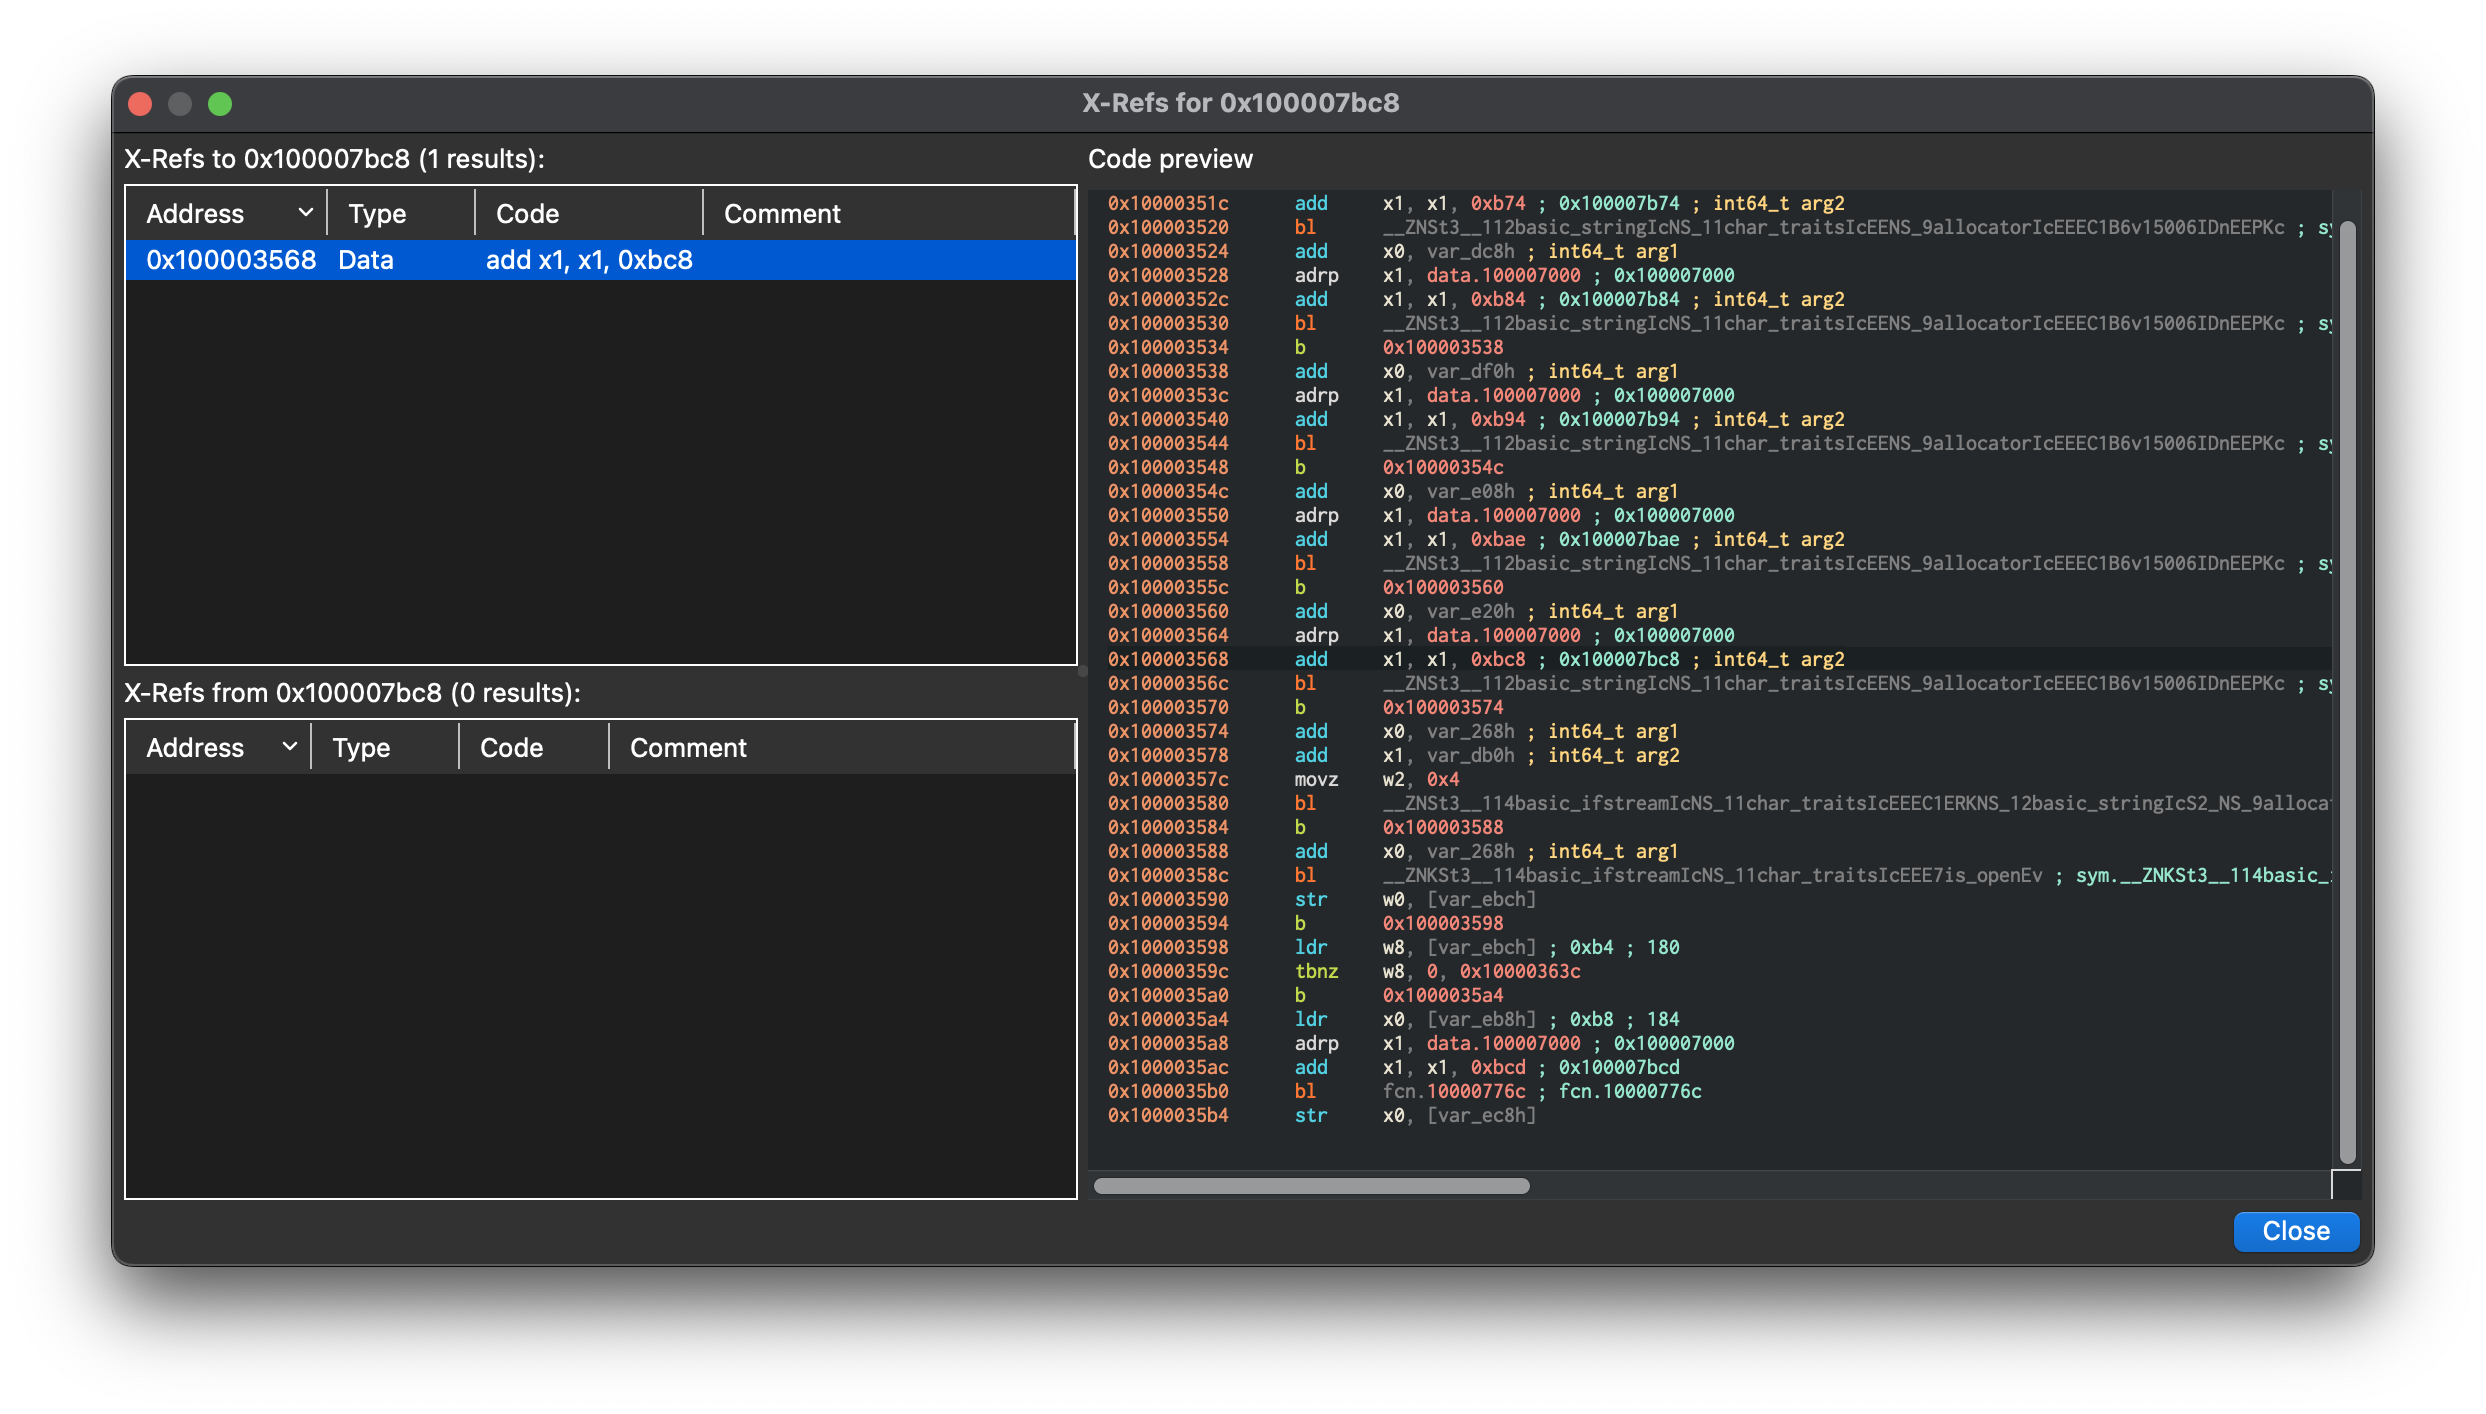 X-Refs for 0x100007bc8
X-Refs to 0x100007bc8 (1 results):
Address Type Code Comment
0x100003568 Data add x1, x1, 0xbc8
X-Refs from 0x100007bc8 (0 results):
Address Type Code Comment
Code preview
0x10000351c add x1, x1, 0xb74 ; 0x100007b74 ; int64_t arg2
0x100003520 bl __ZNSt3__112basic_stringIcNS_11char_traitsIcEENS_9allocatorIcEEEC1B6v15006IDnEEPKc ; sy
0x100003524 add x0, var_dc8h ; int64_t arg1
0x100003528 adrp x1, data.100007000 ; 0x100007000
0x10000352c add x1, x1, 0xb84 ; 0x100007b84 ; int64_t arg2
0x100003530 bl __ZNSt3__112basic_stringIcNS_11char_traitsIcEENS_9allocatorIcEEEC1B6v15006IDnEEPKc ; sy
0x100003534 b 0x100003538
0x100003538 add x0, var_df0h ; int64_t arg1
0x10000353c adrp x1, data.100007000 ; 0x100007000
0x100003540 add x1, x1, 0xb94 ; 0x100007b94 ; int64_t arg2
0x100003544 bl __ZNSt3__112basic_stringIcNS_11char_traitsIcEENS_9allocatorIcEEEC1B6v15006IDnEEPKc ; sy
0x100003548 b 0x10000354c
0x10000354c add x0, var_e08h ; int64_t arg1
0x100003550 adrp x1, data.100007000 ; 0x100007000
0x100003554 add x1, x1, 0xbae ; 0x100007bae ; int64_t arg2
0x100003558 bl __ZNSt3__112basic_stringIcNS_11char_traitsIcEENS_9allocatorIcEEEC1B6v15006IDnEEPKc ; sy
0x10000355c b 0x100003560
0x100003560 add x0, var_e20h ; int64_t arg1
0x100003564 adrp x1, data.100007000 ; 0x100007000
0x100003568 add x1, x1, 0xbc8 ; 0x100007bc8 ; int64_t arg2
0x10000356c bl __ZNSt3__112basic_stringIcNS_11char_traitsIcEENS_9allocatorIcEEEC1B6v15006IDnEEPKc ; sy
0x100003570 b 0x100003574
0x100003574 add x0, var_268h ; int64_t arg1
0x100003578 add x1, var_db0h ; int64_t arg2
0x10000357c movz w2, 0x4
0x100003580 bl __ZNSt3__114basic_ifstreamIcNS_11char_traitsIcEEEC1ERKNS_12basic_stringIcS2_NS_9allocat
0x100003584 b 0x100003588
0x100003588 add x0, var_268h ; int64_t arg1
0x10000358c bl __ZNKSt3__114basic_ifstreamIcNS_11char_traitsIcEEE7is_openEv ; sym.__ZNKSt3__114basic_
0x100003590 str w0, [var_ebch]
0x100003594 b 0x100003598
0x100003598 ldr w8, [var_ebch] ; 0xb4 ; 180
0x10000359c tbnz w8, 0, 0x10000363c
0x1000035a0 b 0x1000035a4
0x1000035a4 ldr x0, [var_eb8h] ; 0xb8 ; 184
0x1000035a8 adrp x1, data.100007000 ; 0x100007000
0x1000035ac add x1, x1, 0xbcd ; 0x100007bcd
0x1000035b0 bl fcn.10000776c ; fcn.10000776c
0x1000035b4 str x0, [var_ec8h]
Close